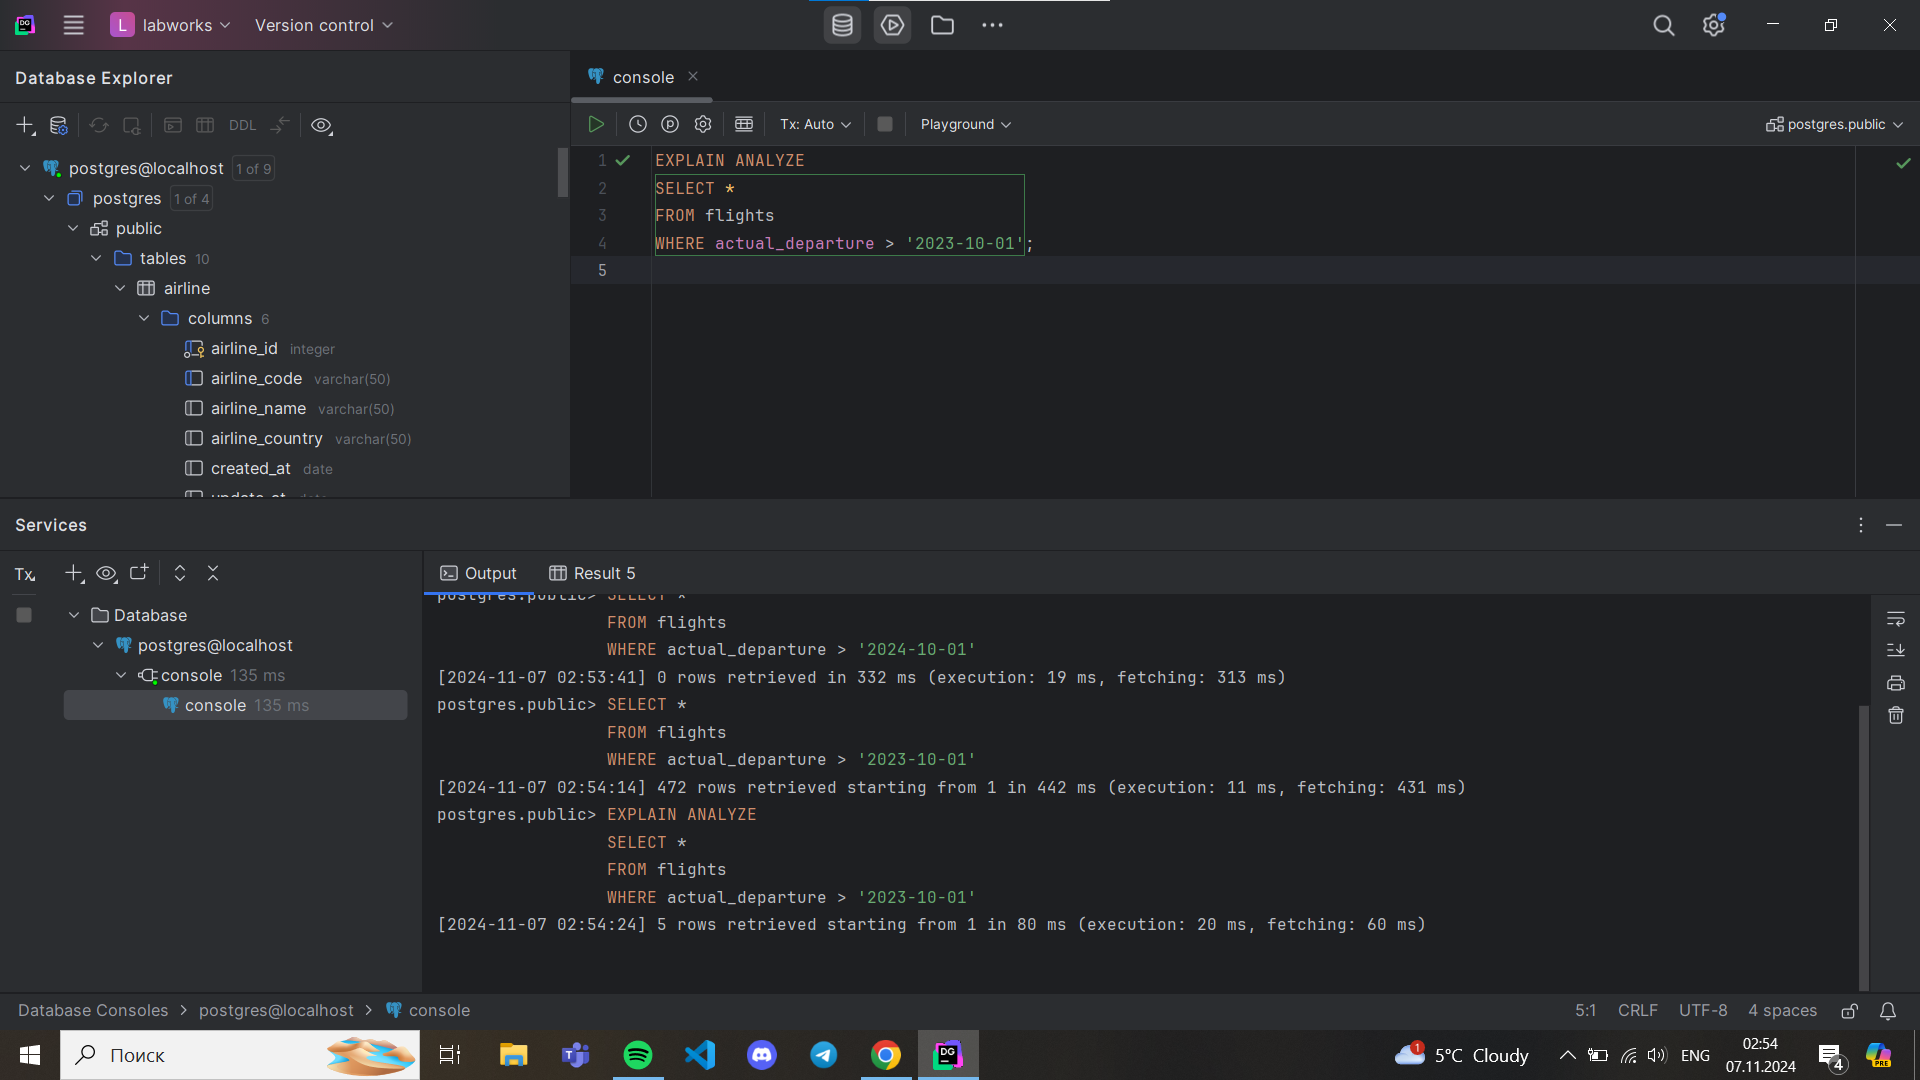 L labworks Version control
Database Explorer
console
DDL
Tx: Auto Playground postgres.public
postgres@localhost 1 of 9
postgres 1 of 4
public
tables 10
airline
columns 6
airline_id integer
airline_code varchar(50)
airline_name varchar(50)
airline_country varchar(50)
created_at date
1 EXPLAIN ANALYZE
2 SELECT *
3 FROM flights
4 WHERE actual_departure > '2023-10-01';
5
Services
Tx
Output Result 5
Database
postgres@localhost
console 135 ms
console 135 ms
postgres.public> SELECT *
FROM flights
WHERE actual_departure > '2024-10-01'
[2024-11-07 02:53:41] 0 rows retrieved in 332 ms (execution: 19 ms, fetching: 313 ms)
postgres.public> SELECT *
FROM flights
WHERE actual_departure > '2023-10-01'
[2024-11-07 02:54:14] 472 rows retrieved starting from 1 in 442 ms (execution: 11 ms, fetching: 431 ms)
postgres.public> EXPLAIN ANALYZE
SELECT *
FROM flights
WHERE actual_departure > '2023-10-01'
[2024-11-07 02:54:24] 5 rows retrieved starting from 1 in 80 ms (execution: 20 ms, fetching: 60 ms)
Database Consoles > postgres@localhost > console
5:1 CRLF UTF-8 4 spaces
Поиск
1 5°C Cloudy
ENG
02:54
07.11.2024
4
PRE